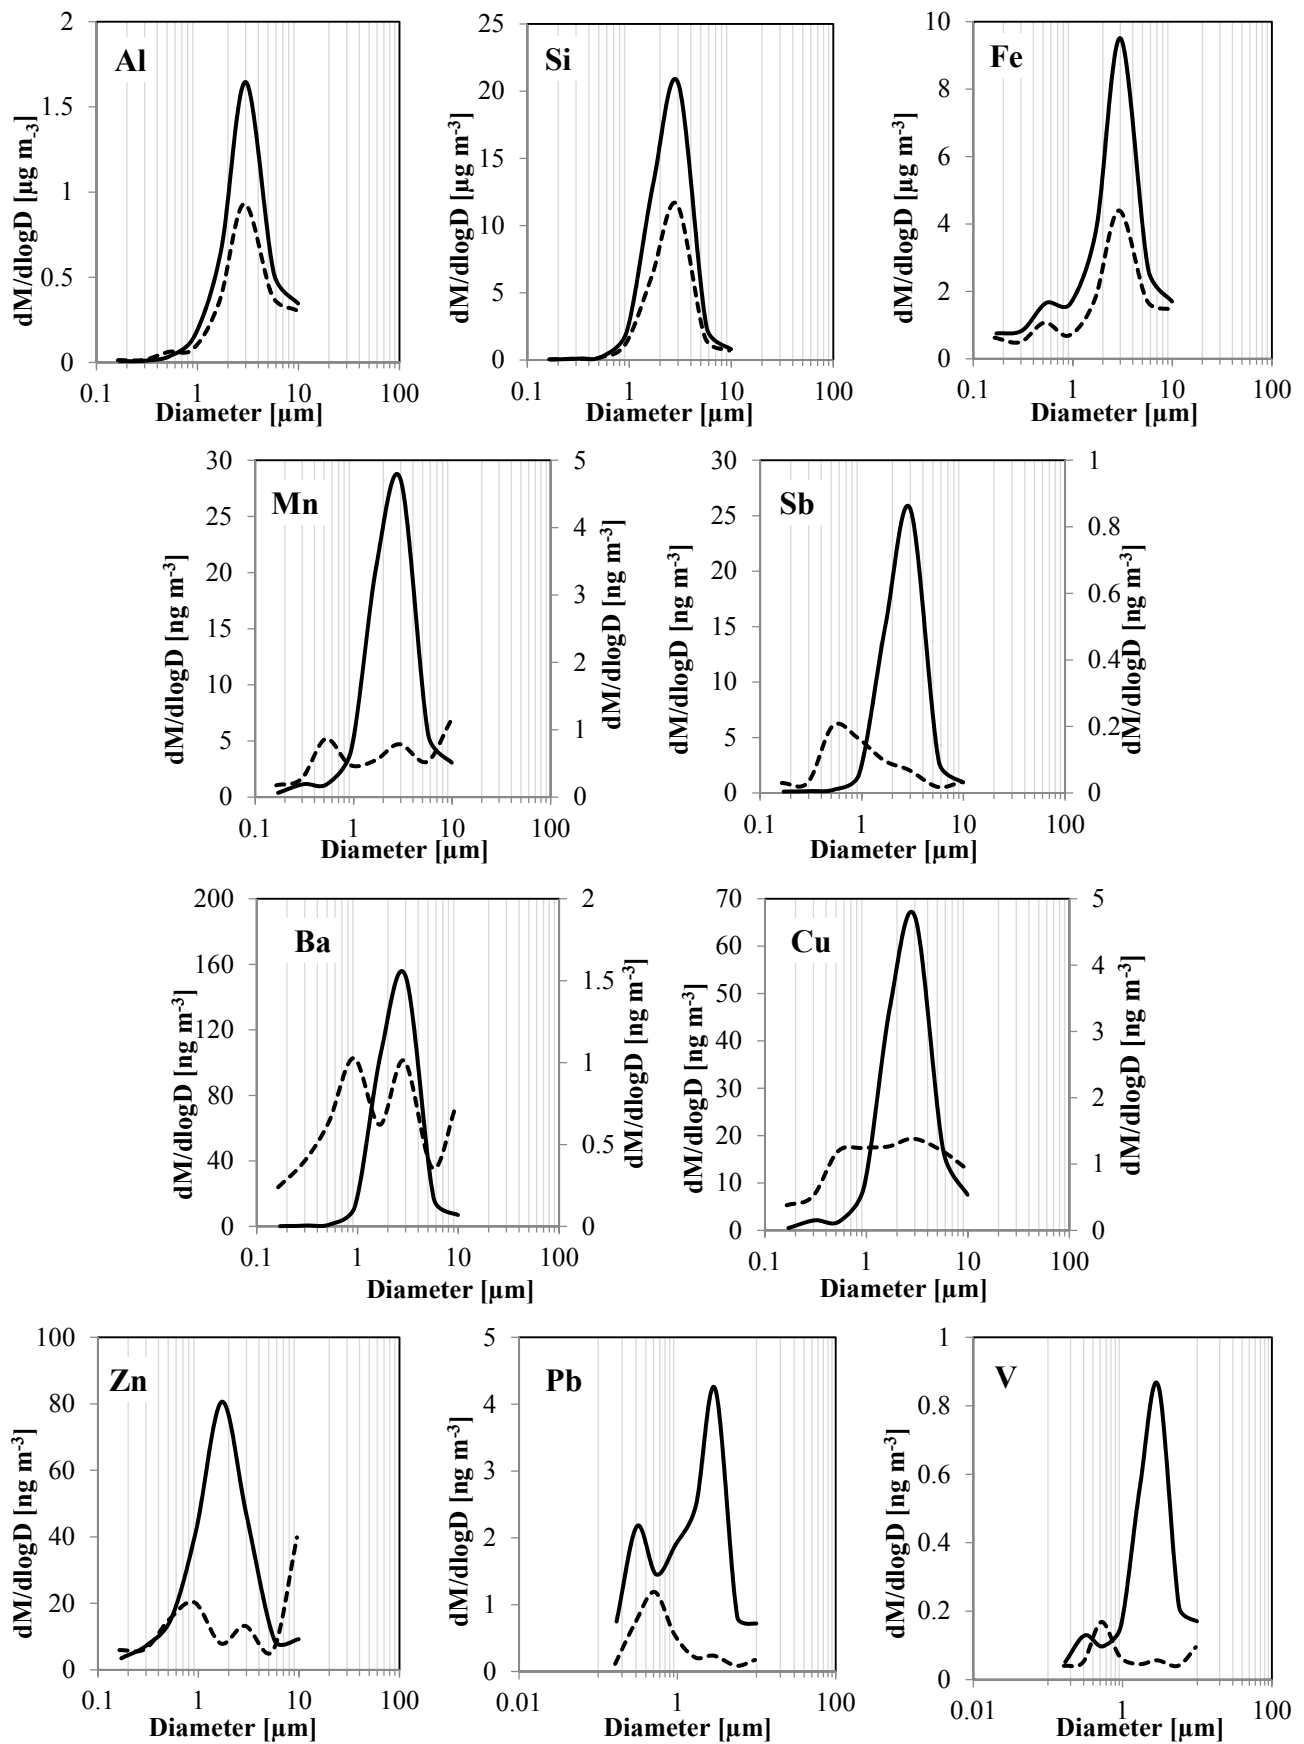 Al
dM/dlogD [µg m-3]
2
1.5
1
0.5
0
0.1 1 10 100
Diameter [µm]
Si
dM/dlogD [µg m-3]
25
20
15
10
5
0
0.1 1 10 100
Diameter [µm]
Fe
dM/dlogD [µg m-3]
10
8
6
4
2
0
0.1 1 10 100
Diameter [µm]
Mn
dM/dlogD [ng m-3]
30
25
20
15
10
5
0
5
4
3
2
1
0
dM/dlogD [ng m-3]
0.1 1 10 100
Diameter [µm]
Sb
dM/dlogD [ng m-3]
30
25
20
15
10
5
0
1
0.8
0.6
0.4
0.2
0
dM/dlogD [ng m-3]
0.1 1 10 100
Diameter [µm]
Ba
dM/dlogD [ng m-3]
200
160
120
80
40
0
2
1.5
1
0.5
0
dM/dlogD [ng m-3]
0.1 1 10 100
Diameter [µm]
Cu
dM/dlogD [ng m-3]
70
60
50
40
30
20
10
0
5
4
3
2
1
0
dM/dlogD [ng m-3]
0.1 1 10 100
Diameter [µm]
Zn
dM/dlogD [ng m-3]
100
80
60
40
20
0
0.1 1 10 100
Diameter [µm]
Pb
dM/dlogD [ng m-3]
5
4
3
2
1
0
0.01 1 100
Diameter [µm]
V
dM/dlogD [ng m-3]
1
0.8
0.6
0.4
0.2
0
0.01 1 100
Diameter [µm]